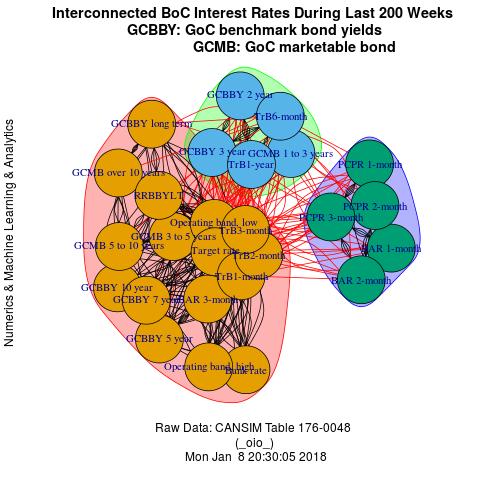 Interconnected BoC Interest Rates During Last 200 Weeks
GCBBY: GoC benchmark bond yields
GCMB: GoC marketable bond
Numerics & Machine Learning & Analytics
GCBBY 2 year
TrB6-month
GCBBY long term
GCBBY 3 year
GCMB 1 to 3 years
TrB1-year
PCPR 1-month
GCMB over 10 years
RRBBYLT
PCPR 2-month
PCPR 3-month
Operating band, low
TrB3-month
GCMB 3 to 5 years
GCMB 5 to 10 years
Target rate
BAR 1-month
TrB2-month
TrB1-month
BAR 2-month
GCBBY 10 year
GCBBY 7 year
BAR 3-month
GCBBY 5 year
Operating band, high
Bank rate
Raw Data: CANSIM Table 176-0048
(_oio_)
Mon Jan  8 20:30:05 2018